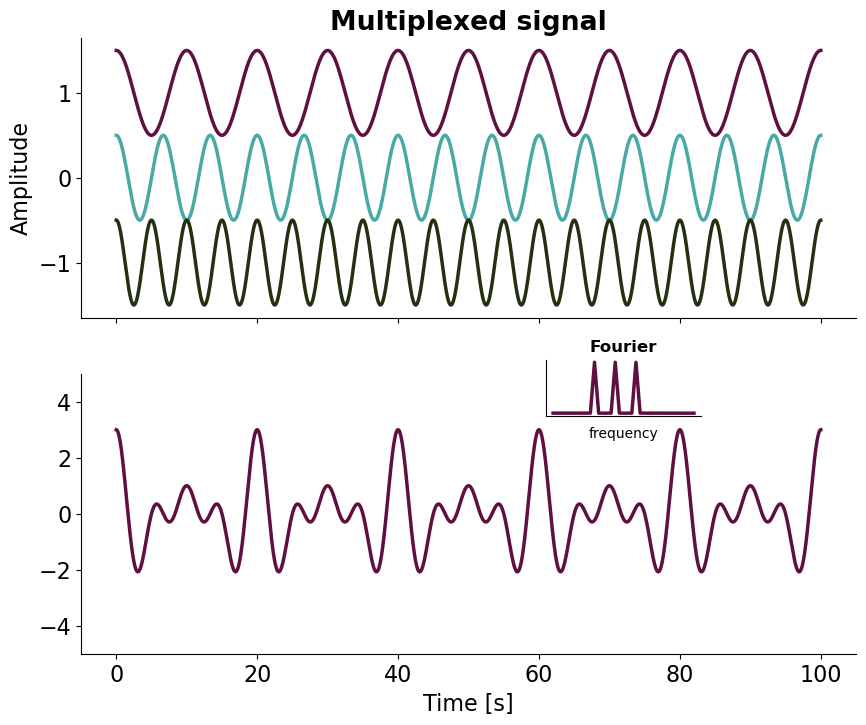 Multiplexed signal
Amplitude
1
0
−1
Fourier
frequency
4
2
0
−2
−4
0 20 40 60 80 100
Time [s]